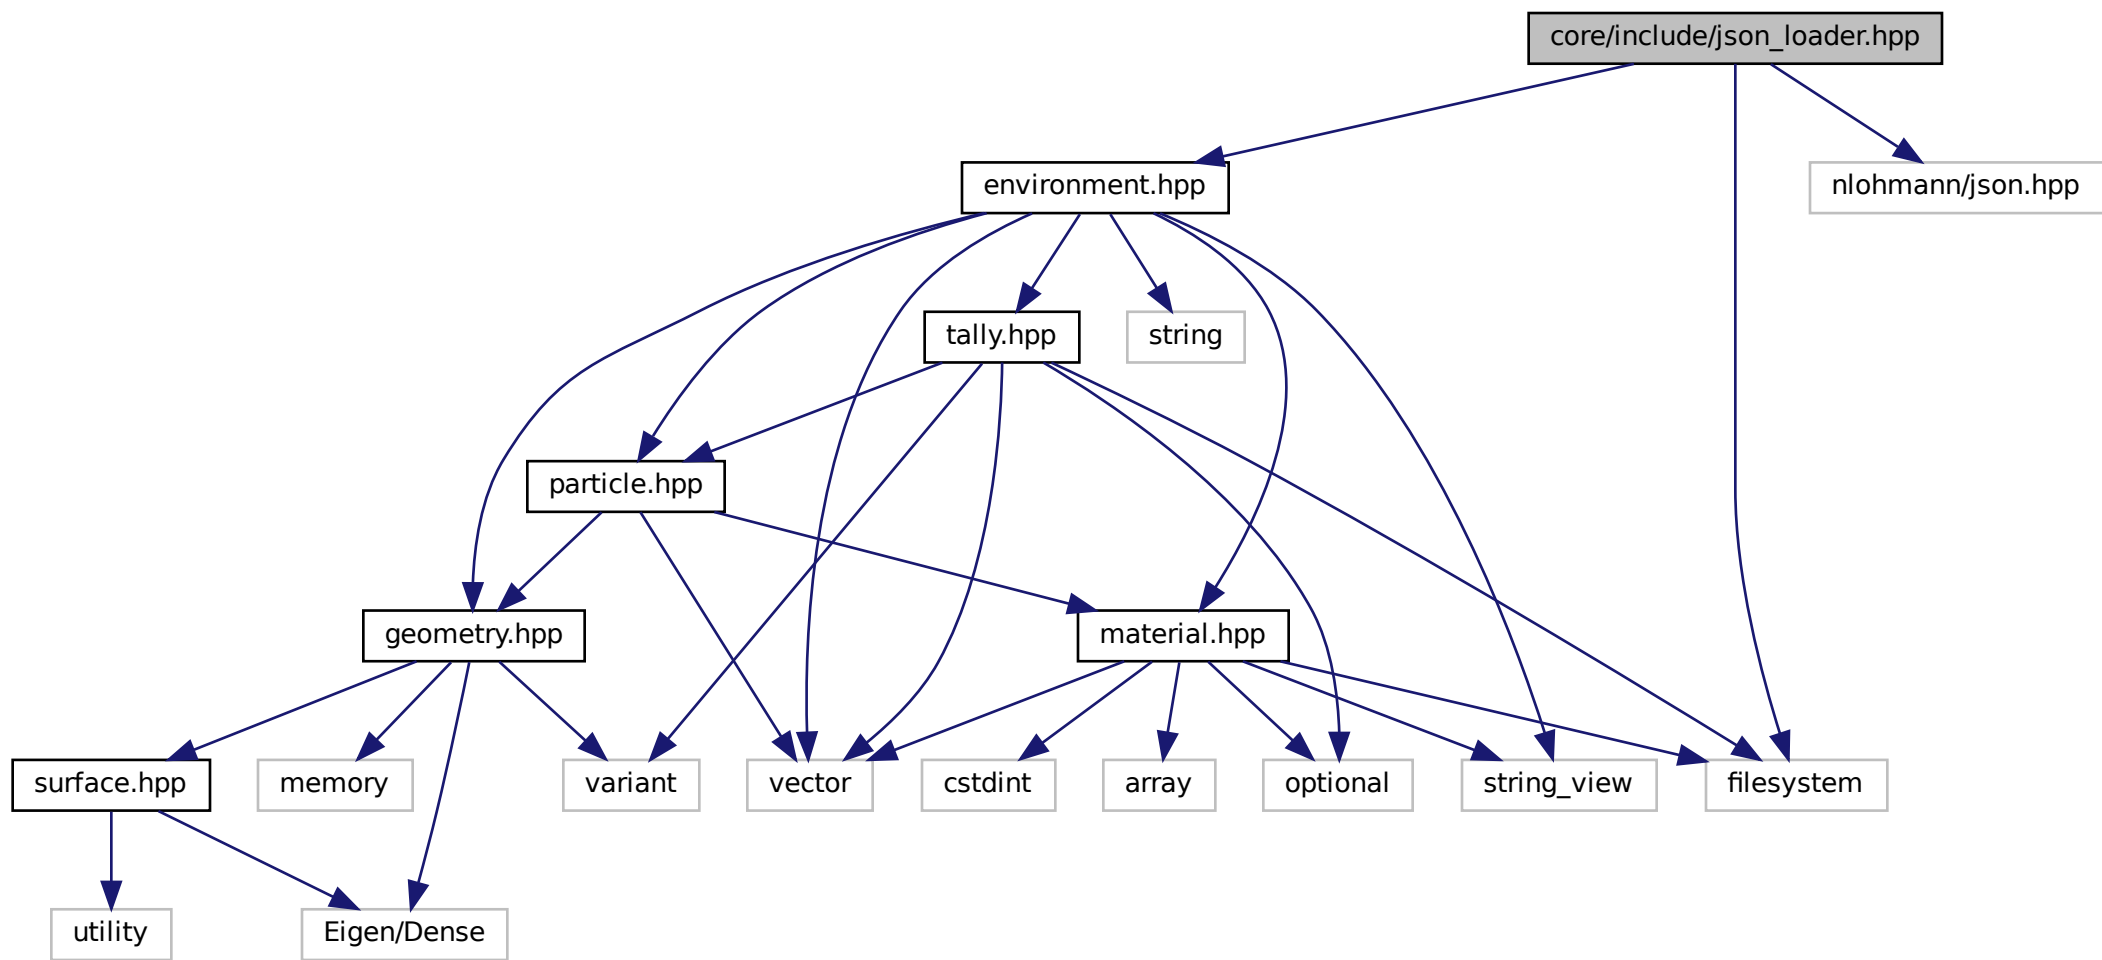 core/include/json_loader.hpp
environment.hpp
nlohmann/json.hpp
tally.hpp
string
particle.hpp
geometry.hpp
material.hpp
surface.hpp
memory
variant
vector
cstdint
array
optional
string_view
filesystem
utility
Eigen/Dense